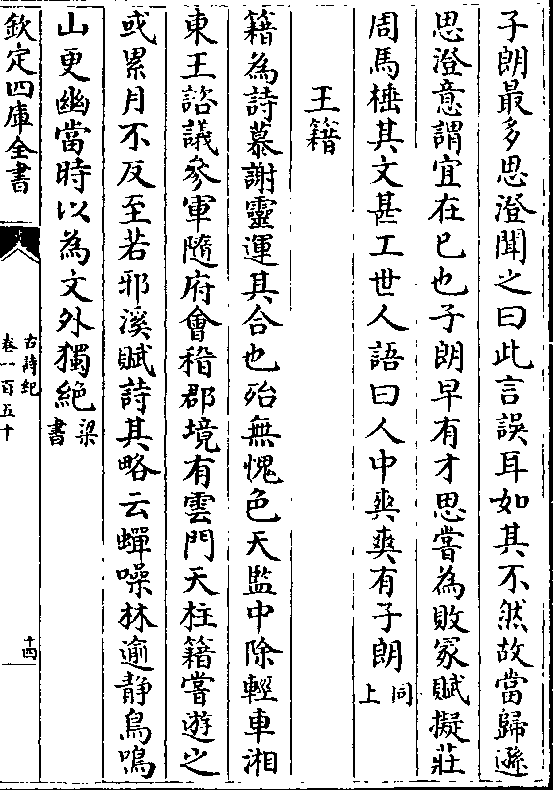 子朗最多思澄聞之曰此言誤耳如其不然故當歸遜
思澄意謂宜在已也子朗早有才思嘗為敗冢賦擬莊
周馬棰其文甚工世人語曰人中爽爽有子朗同上
王籍
籍為詩慕謝靈運其合也殆無愧色天監中除輕車湘
東王諮議參軍隨府會稽郡境有雲門天柱籍嘗遊之
或累月不反至若邪溪賦詩其略云蟬噪林逾静鳥鳴
山更幽當時以為文外獨絶梁書
欽定四庫全書
古詩紀
卷一百五十
十四